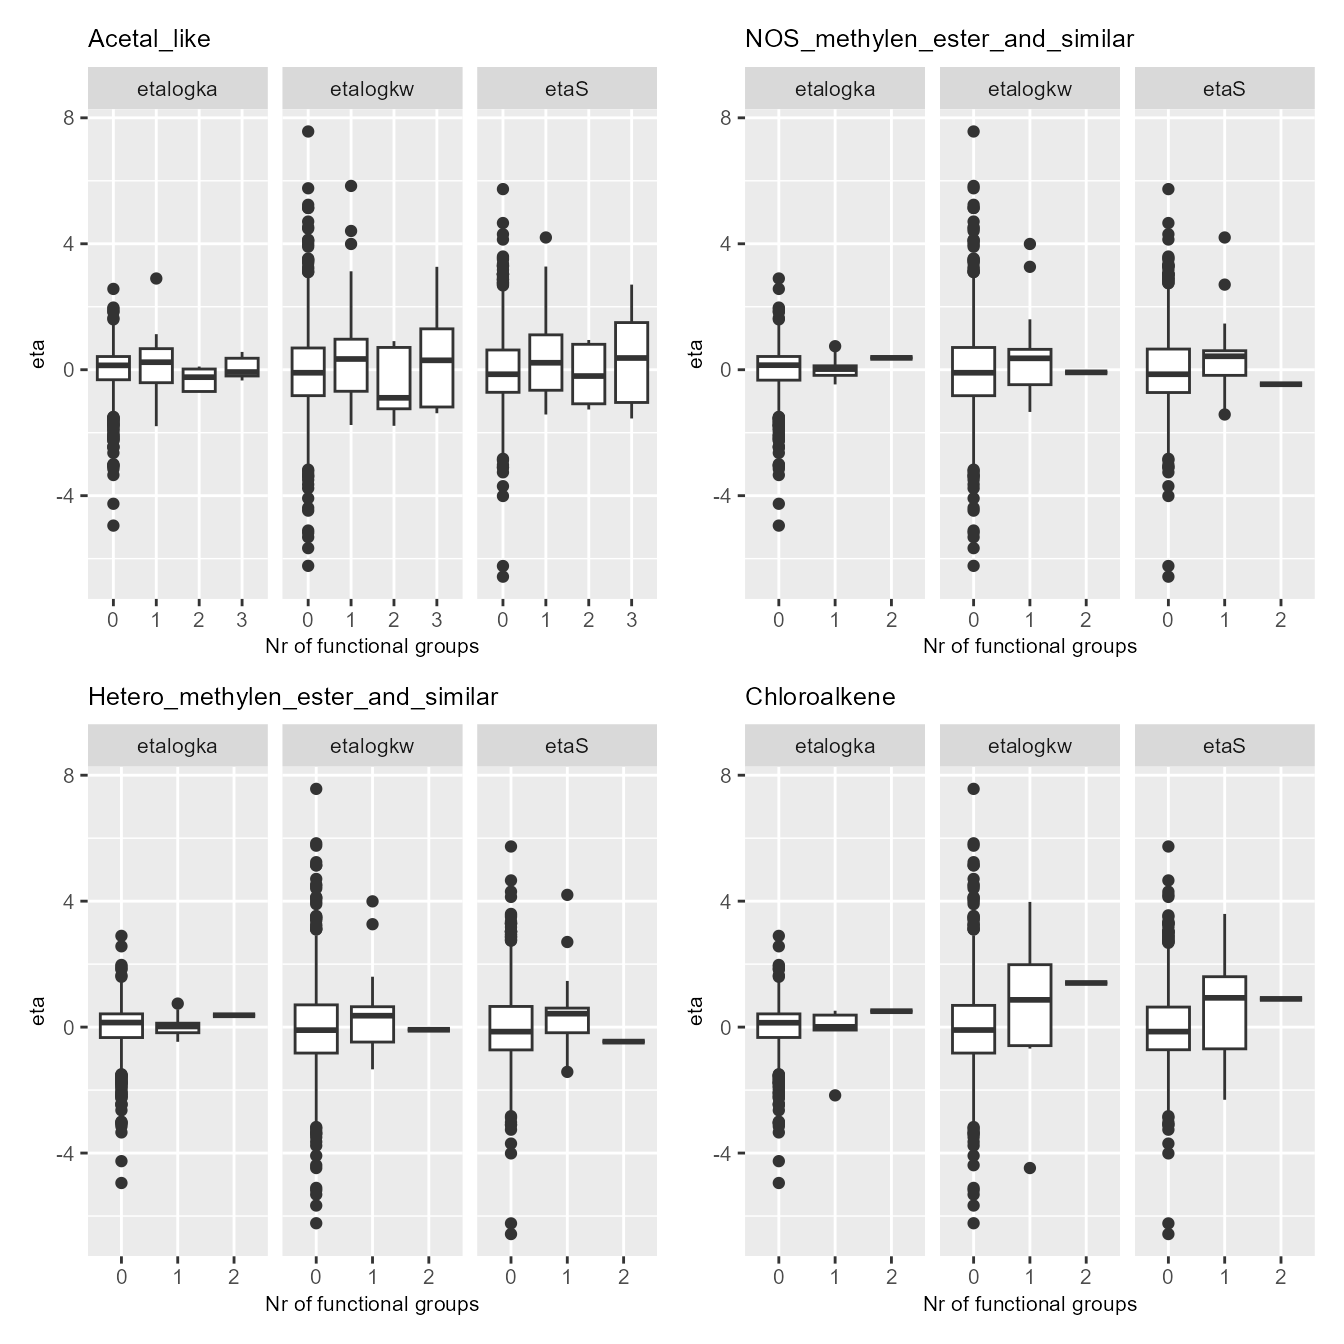 Acetal_like
etalogka etalogkw etaS
eta
8
4
0
-4
0 1 2 3 0 1 2 3 0 1 2 3
Nr of functional groups
NOS_methylen_ester_and_similar
etalogka etalogkw etaS
eta
8
4
0
-4
0 1 2 0 1 2 0 1 2
Nr of functional groups
Hetero_methylen_ester_and_similar
etalogka etalogkw etaS
eta
8
4
0
-4
0 1 2 0 1 2 0 1 2
Nr of functional groups
Chloroalkene
etalogka etalogkw etaS
eta
8
4
0
-4
0 1 2 0 1 2 0 1 2
Nr of functional groups